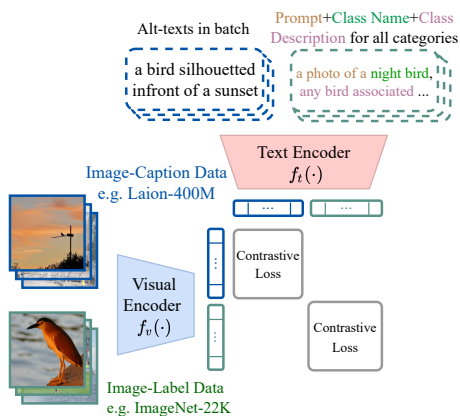 Alt-texts in batch
Prompt+Class Name+Class
Description for all categories
a bird silhouetted
infront of a sunset
a photo of a night bird,
any bird associated ...
Text Encoder
f_t(·)
Image-Caption Data
e.g. Laion-400M
...
...
Visual
Encoder
f_v(·)
...
Contrastive
Loss
...
Contrastive
Loss
Image-Label Data
e.g. ImageNet-22K